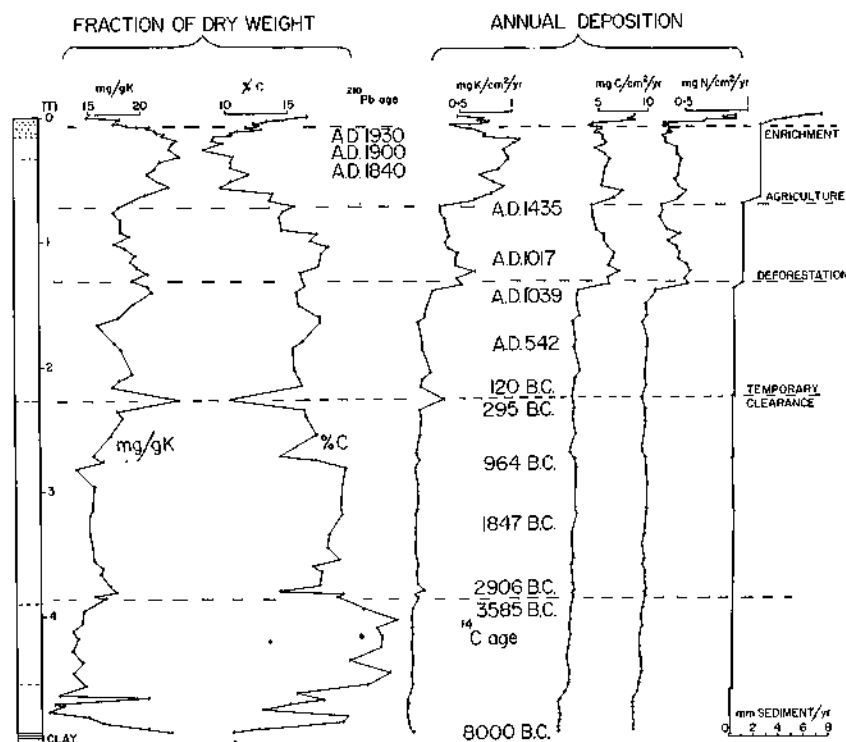 FRACTION OF DRY WEIGHT
ANNUAL DEPOSITION
mg/gK
%C
210
Pb age
mg K/cm²/yr
mg C/cm²/yr
mg N/cm²/yr
m
15 20
10 15
0·5 1
5 10
0·5 1
0
A.D.1930
ENRICHMENT
A.D.1900
A.D.1840
AGRICULTURE
A.D.1435
1
A.D.1017
DEFORESTATION
A.D.1039
A.D.542
2
120 B.C.
TEMPORARY
CLEARANCE
295 B.C.
mg/gK
%C
964 B.C.
3
1847 B.C.
2906 B.C.
3585 B.C.
4
14
C age
8000 B.C.
mm SEDIMENT/yr
0 2 4 6 8
CLAY